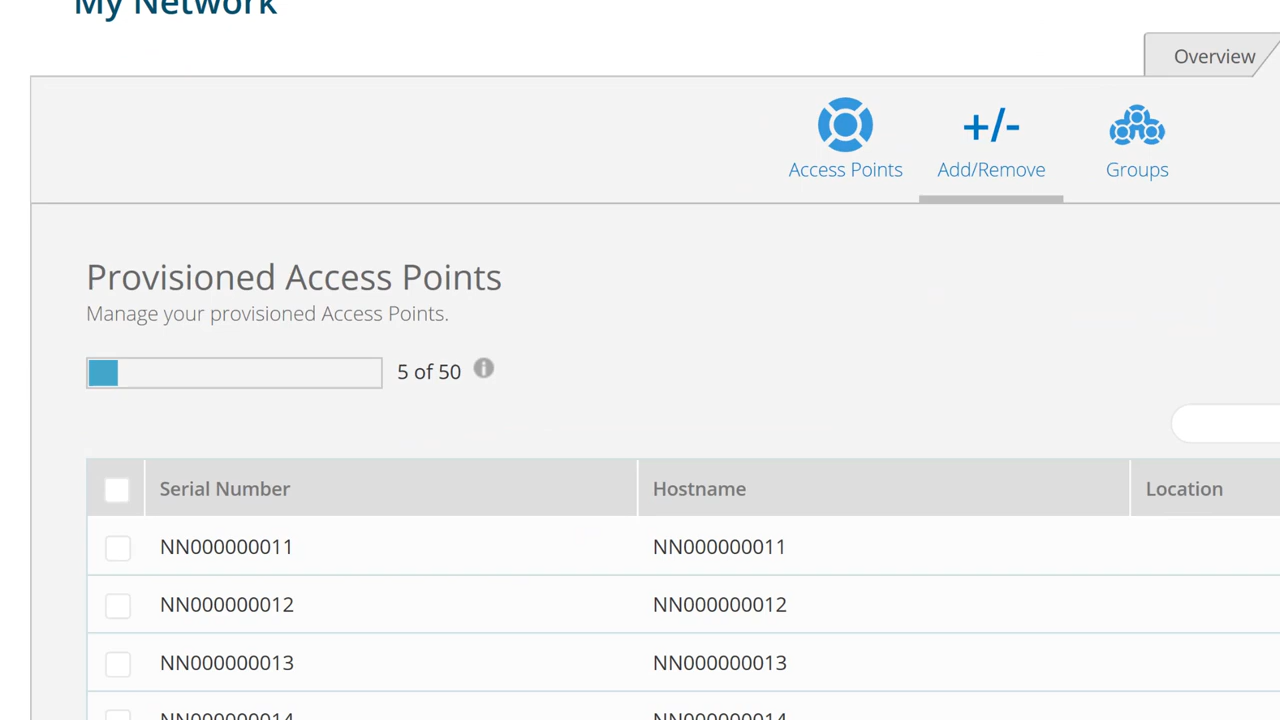 My Network
Overview
+/-
Access Points
Add/Remove
Groups
Provisioned Access Points
Manage your provisioned Access Points.
5 of 50
Serial Number Hostname Location
NN000000011 NN000000011
NN000000012 NN000000012
NN000000013 NN000000013
NN000000014 NN000000014